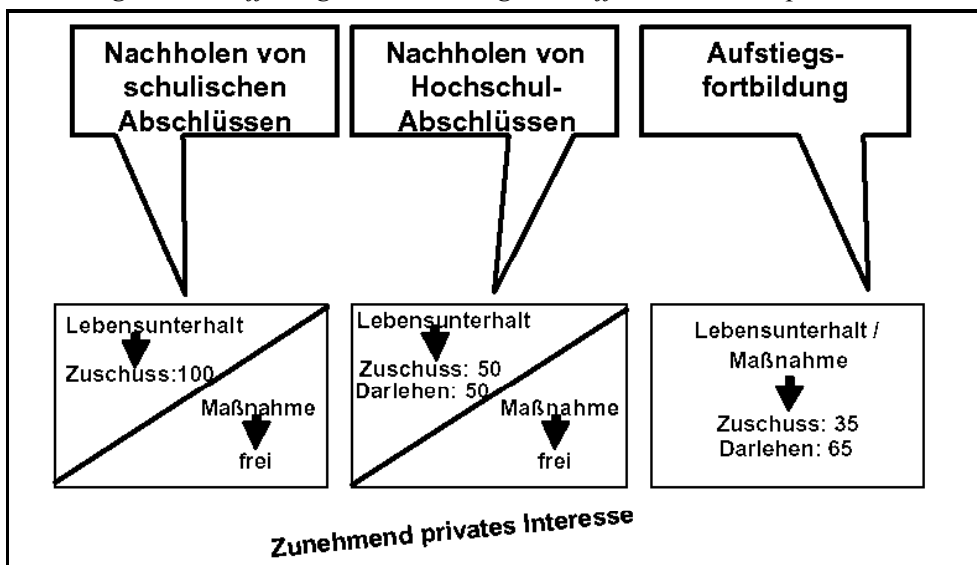 Nachholen von
schulischen
Abschlüssen
Nachholen von
Hochschul-
Abschlüssen
Aufstiegs-
fortbildung
Lebensunterhalt
Zuschuss:100
Maßnahme
frei
Lebensunterhalt
Zuschuss: 50
Darlehen: 50
Maßnahme
frei
Lebensunterhalt /
Maßnahme
Zuschuss: 35
Darlehen: 65
Zunehmend privates Interesse